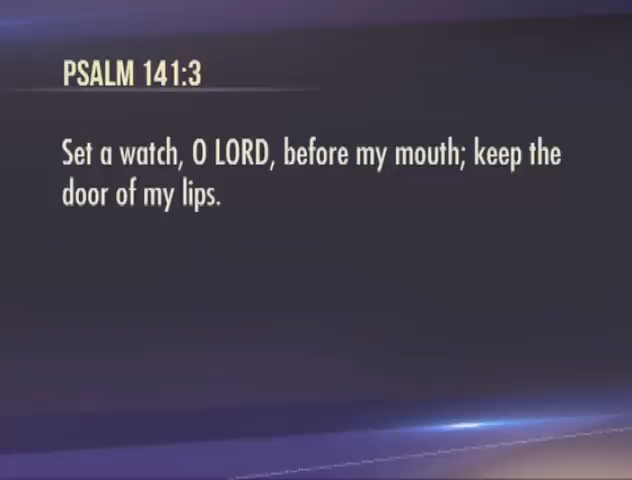 PSALM 141:3
Set a watch, O LORD, before my mouth; keep the
door of my lips.